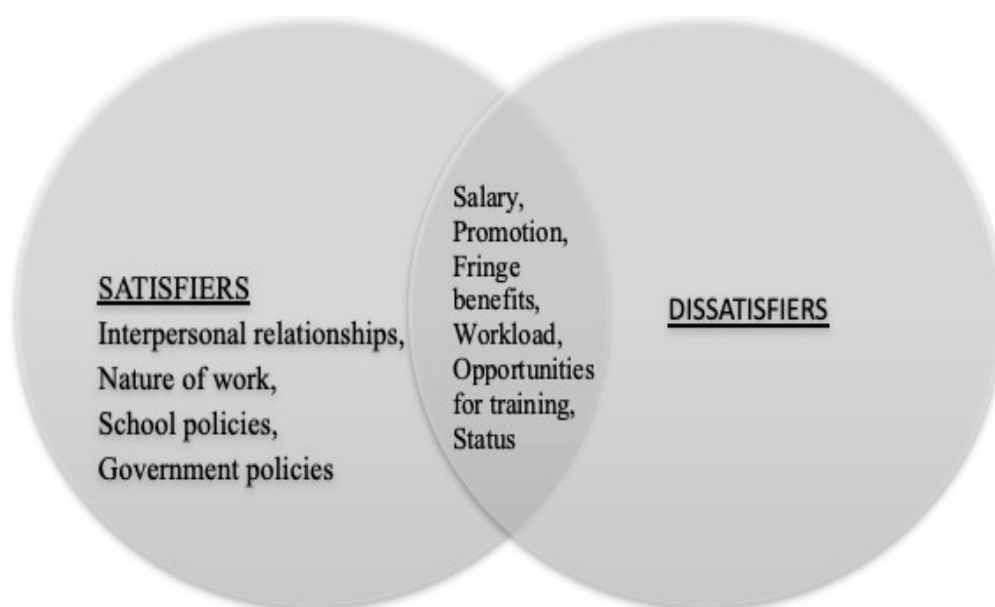 SATISFIERS
Interpersonal relationships,
Nature of work,
School policies,
Government policies
Salary,
Promotion,
Fringe
benefits,
Workload,
Opportunities
for training,
Status
DISSATISFIERS